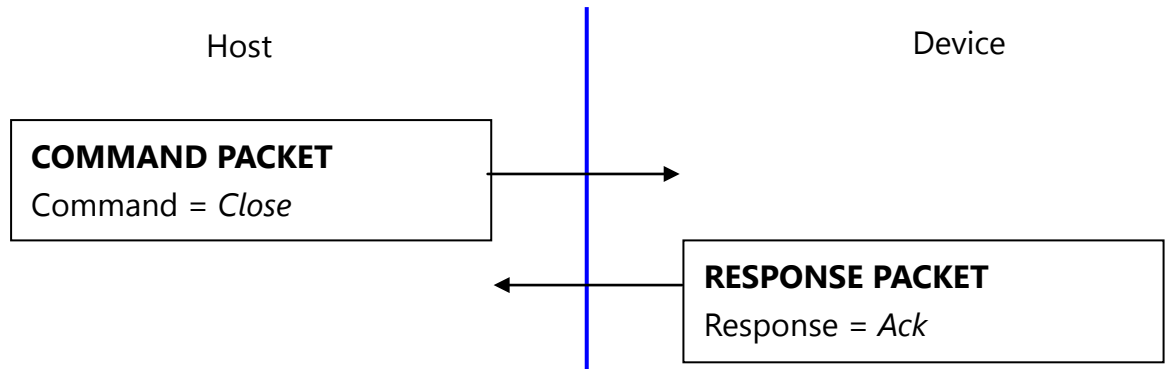 Host
Device
COMMAND PACKET
Command = Close
RESPONSE PACKET
Response = Ack